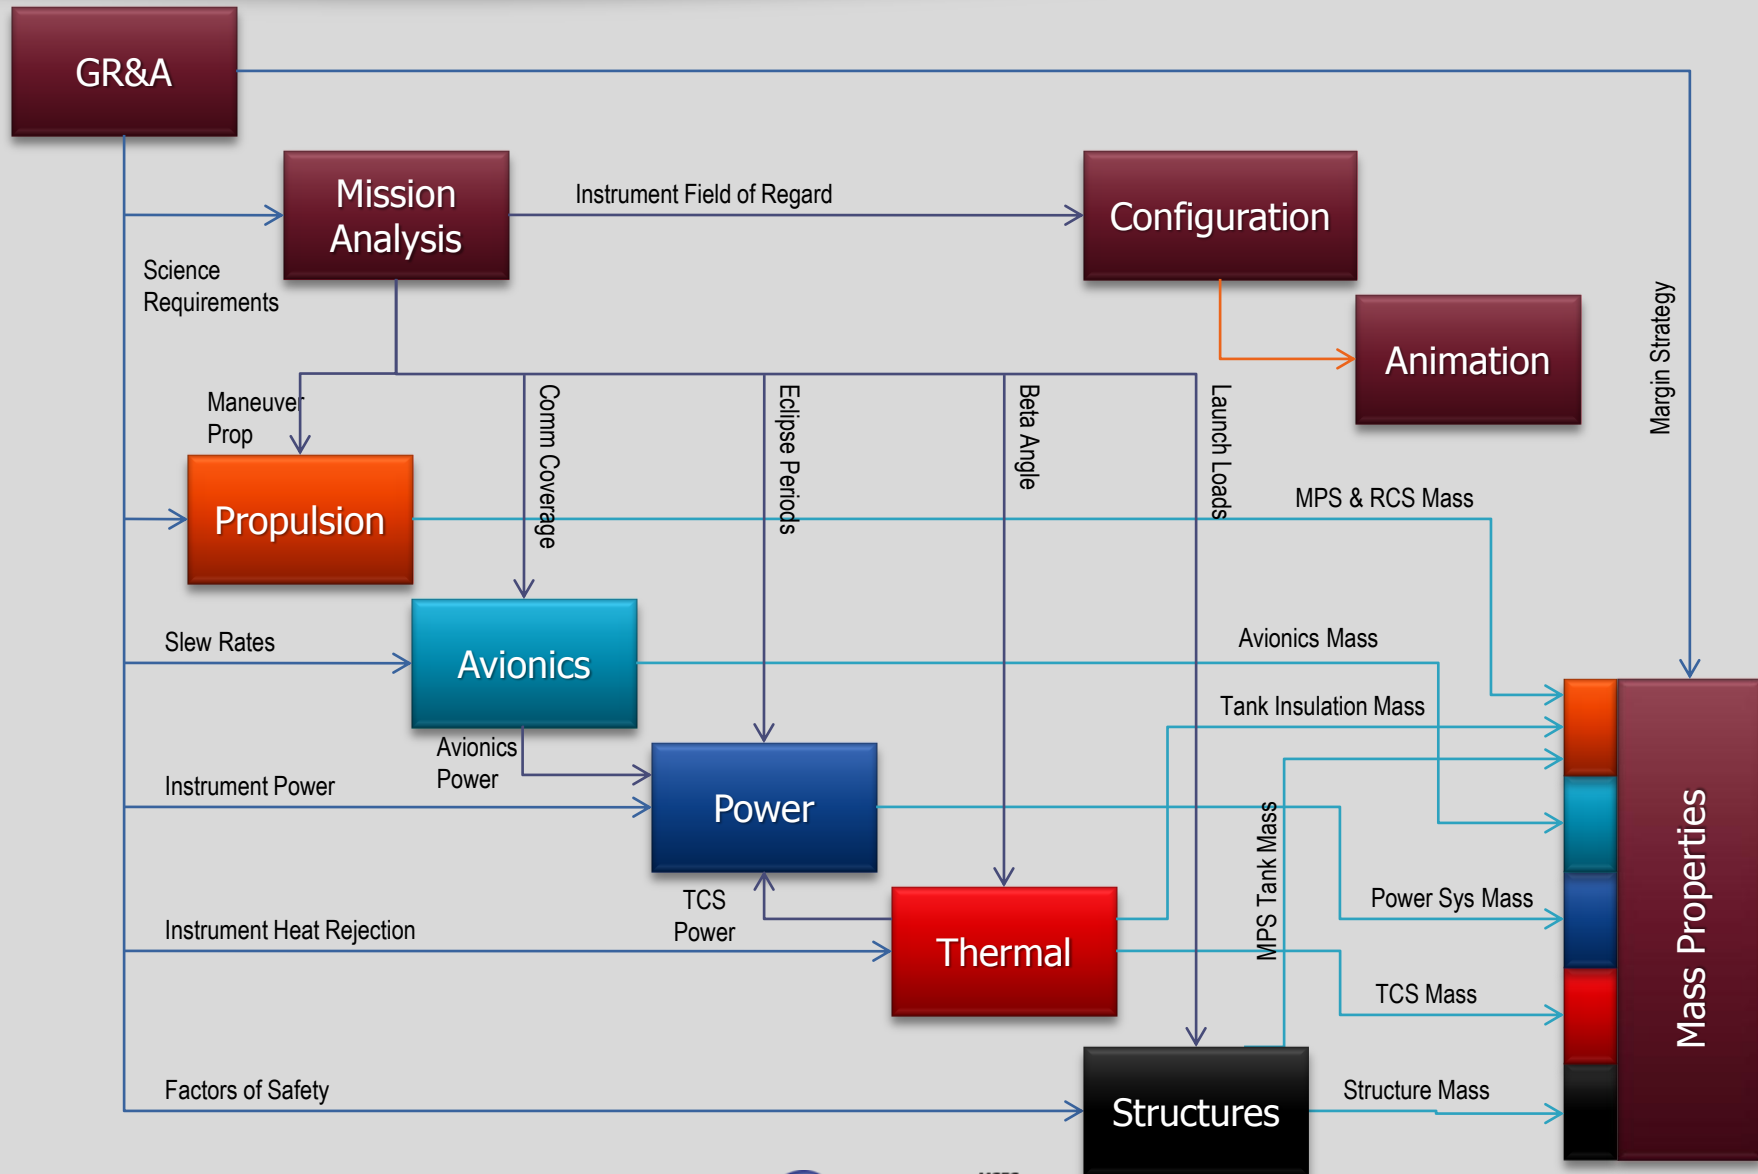 GR&A
Mission
Analysis
Instrument Field of Regard
Configuration
Science
Requirements
Animation
Margin Strategy
Maneuver
Prop
Comm Coverage
Eclipse Periods
Beta Angle
Launch Loads
Propulsion
MPS & RCS Mass
Slew Rates
Avionics
Avionics Mass
Tank Insulation Mass
Avionics
Power
Instrument Power
Power
MPS Tank Mass
Mass Properties
TCS
Power
Power Sys Mass
Instrument Heat Rejection
Thermal
TCS Mass
Factors of Safety
Structures
Structure Mass